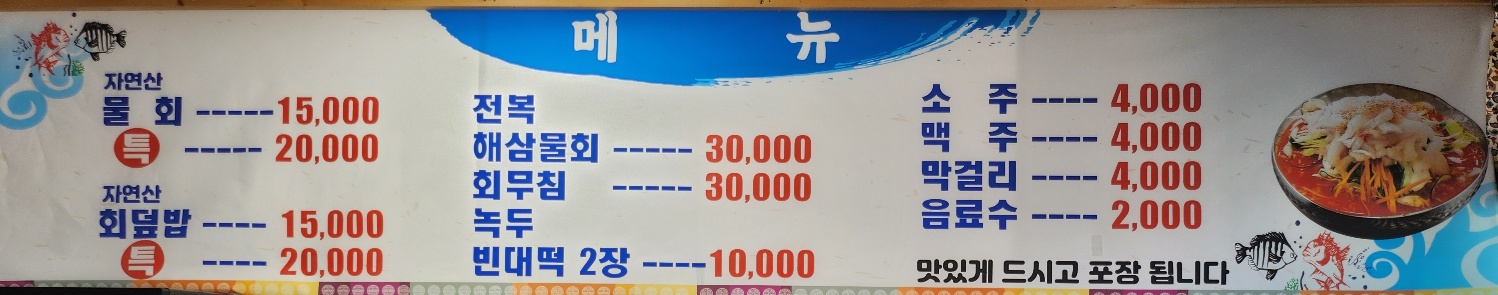 메 뉴
자연산
물 회 -----15,000
특 ----- 20,000
자연산
회덮밥 ---- 15,000
특 ---- 20,000
전복
해삼물회 ----- 30,000
회무침 ----- 30,000
녹두
빈대떡 2장 ----10,000
소 주 ---- 4,000
맥 주 ---- 4,000
막걸리 ---- 4,000
음료수 ---- 2,000
맛있게 드시고 포장 됩니다